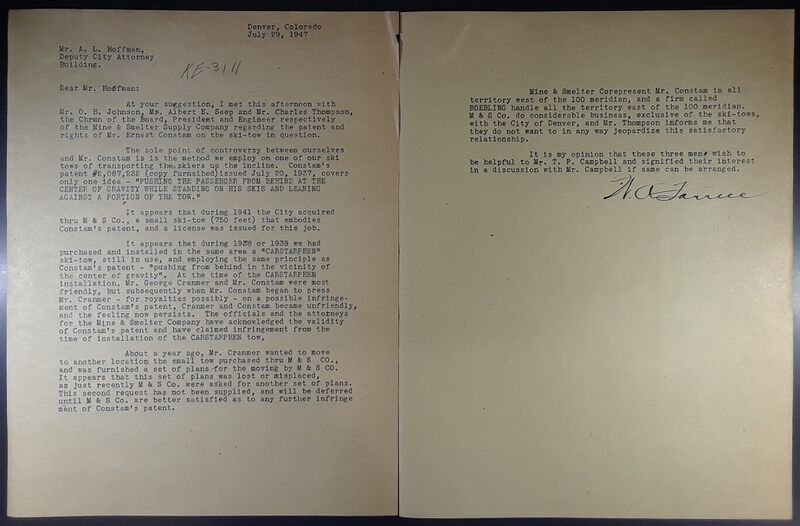 Denver, Colorado
July 29, 1947
Mr. A. L. Hoffman,
Deputy City Attorney
Building.
KE-3111
Dear Mr. Hoffman:
At your suggestion, I met this afternoon with
Mr. O. H. Johnson, Ms. Albert E. Seep and Mr. Charles Thompson,
the Chrmn of the Board, President and Engineer respectively
of the Mine & Smelter Supply Company regarding the patent and
rights of Mr. Ernest Constam on the ski-tow in question.
The sole point of controversy between ourselves
and Mr. Constam is in the method we employ on one of our ski
tows of transporting the skiers up the incline. Constam's
patent #2,087,232 (copy furnished)issued July 20, 1937, covers
only one idea - "PUSHING THE PASSENGER FROM BEHIND AT THE
CENTER OF GRAVITY WHILE STANDING ON HIS SKIS AND LEANING
AGAINST A PORTION OF THE TOW."
It appears that during 1941 the City acquired
thru M & S Co., a small ski-tow (750 feet) that embodies
Constam's patent, and a license was issued for this job.
It appears that during 1938 or 1939 we had
purchased and installed in the same area a "CARSTARPHEN"
ski-tow, still in use, and employing the same principle as
Constam's patent - "pushing from behind in the vicinity of
the center of gravity". At the time of the CARSTARPHEN
installation, Mr. George Cranmer and Mr. Constam were most
friendly, but subsequently when Mr. Constam began to press
Mr. Cranmer - for royalties possibly - on a possible infringe-
ment of Constam's patent, Cranmer and Constam became unfriendly,
and the feeling now persists. The officials and the attorneys
for the Mine & Smelter Company have acknowledged the validity
of Constam's patent and have claimed infringement from the
time of installation of the CARSTARPHEN tow,
About a year ago, Mr. Cranmer wanted to move
to another location the small tow purchased thru M & S CO.,
and was furnished a set of plans for the moving by M & S CO.
It appears that this set of plans was lost or misplaced,
as just recently M & S Co. were asked for another set of plans.
This second request has not been supplied, and will be deferred
until M & S Co. are better satisfied as to any further infringe
ment of Constam's patent.
Mine & Smelter Corepresent Mr. Constam in all
territory west of the 100 meridian, and a firm called
ROEBLING handle all the territory east of the 100 meridian.
M & S Co. do considerable business, exclusive of the ski-tows,
with the City of Denver, and Mr. Thompson informs me that
they do not want to in any way jeopardize this satisfactory
relationship.
It is my opinion that these three men wish to
be helpful to Mr. T. P. Campbell and signified their interest
in a discussion with Mr. Campbell if same can be arranged.